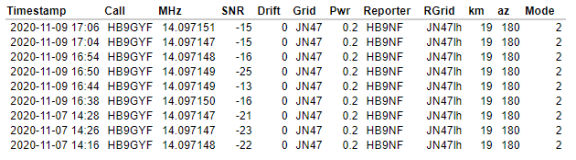 Timestamp Call MHz SNR Drift Grid Pwr Reporter RGrid km az Mode
2020-11-09 17:06 HB9GYF 14.097151 -15 0 JN47 0.2 HB9NF JN47lh 19 180 2
2020-11-09 17:04 HB9GYF 14.097147 -15 0 JN47 0.2 HB9NF JN47lh 19 180 2
2020-11-09 16:54 HB9GYF 14.097148 -16 0 JN47 0.2 HB9NF JN47lh 19 180 2
2020-11-09 16:50 HB9GYF 14.097149 -25 0 JN47 0.2 HB9NF JN47lh 19 180 2
2020-11-09 16:44 HB9GYF 14.097149 -13 0 JN47 0.2 HB9NF JN47lh 19 180 2
2020-11-09 16:38 HB9GYF 14.097150 -16 0 JN47 0.2 HB9NF JN47lh 19 180 2
2020-11-07 14:28 HB9GYF 14.097147 -21 0 JN47 0.2 HB9NF JN47lh 19 180 2
2020-11-07 14:26 HB9GYF 14.097147 -23 0 JN47 0.2 HB9NF JN47lh 19 180 2
2020-11-07 14:16 HB9GYF 14.097148 -22 0 JN47 0.2 HB9NF JN47lh 19 180 2